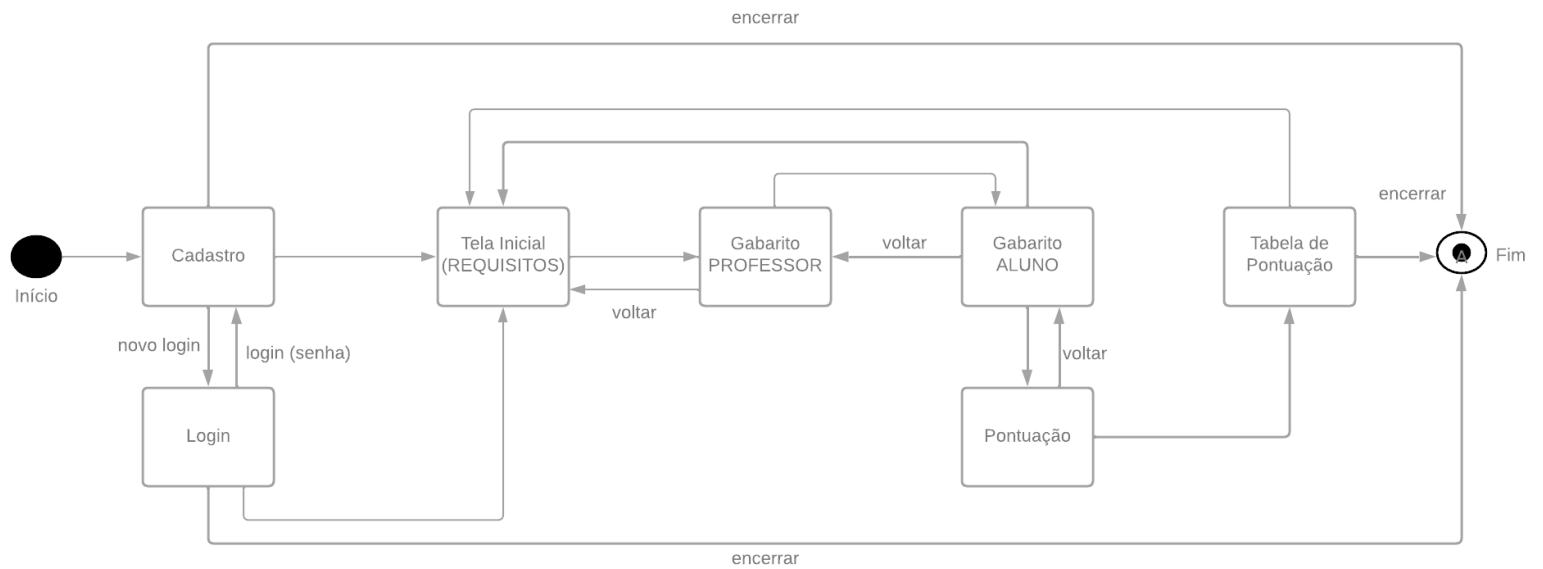 encerrar
encerrar
Cadastro
Tela Inicial
(REQUISITOS)
Gabarito
PROFESSOR
voltar
Gabarito
ALUNO
Tabela de
Pontuação
A
Fim
Início
voltar
novo login
login (senha)
voltar
Login
Pontuação
encerrar